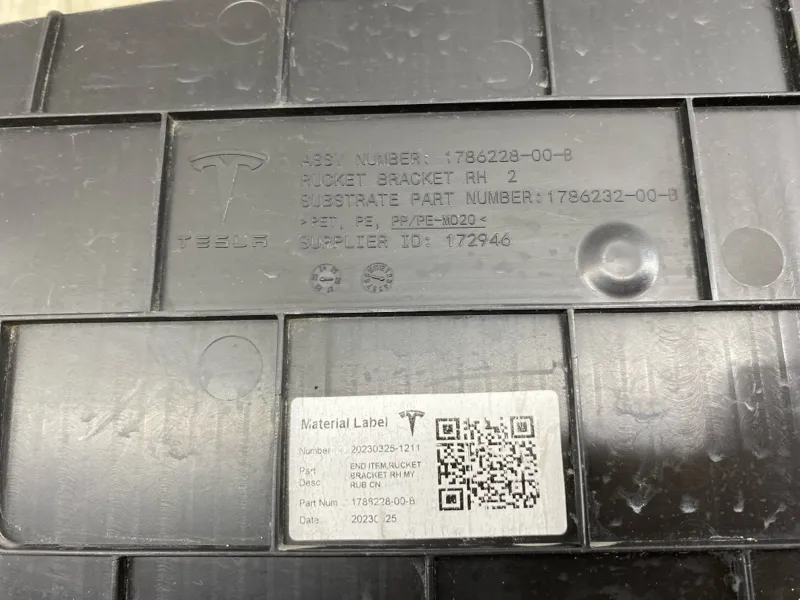 ASSY NUMBER: 1786228-00-B
RUCKET BRACKET RH 2
SUBSTRATE PART NUMBER:1786232-00-B
>PET, PE, PP/PE-MD20<
TESLA
SUPPLIER ID: 172946
Material Label
Number 20230325-1211
Part Desc END ITEM,RUCKET
BRACKET RH MY
RUB CN
Part Num 1786228-00-B
Date: